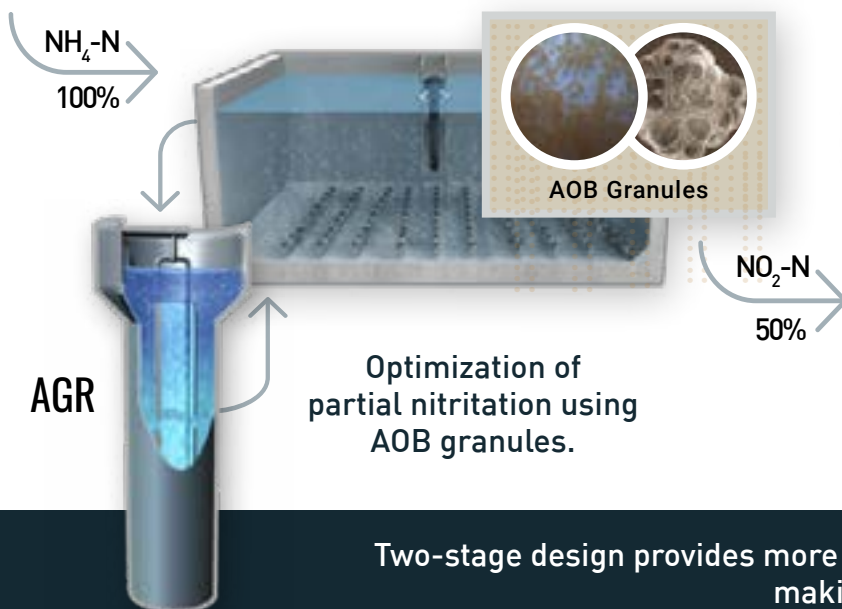 NH₄-N
100%
AOB Granules
NO₂-N
50%
AGR
Optimization of
partial nitritation using
AOB granules.
Two-stage design provides more
maki